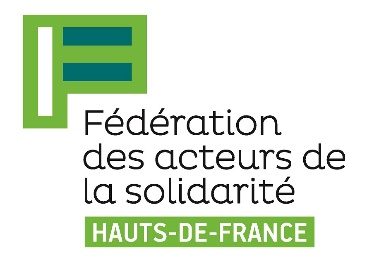 Fédération
des acteurs de
la solidarité
HAUTS-DE-FRANCE